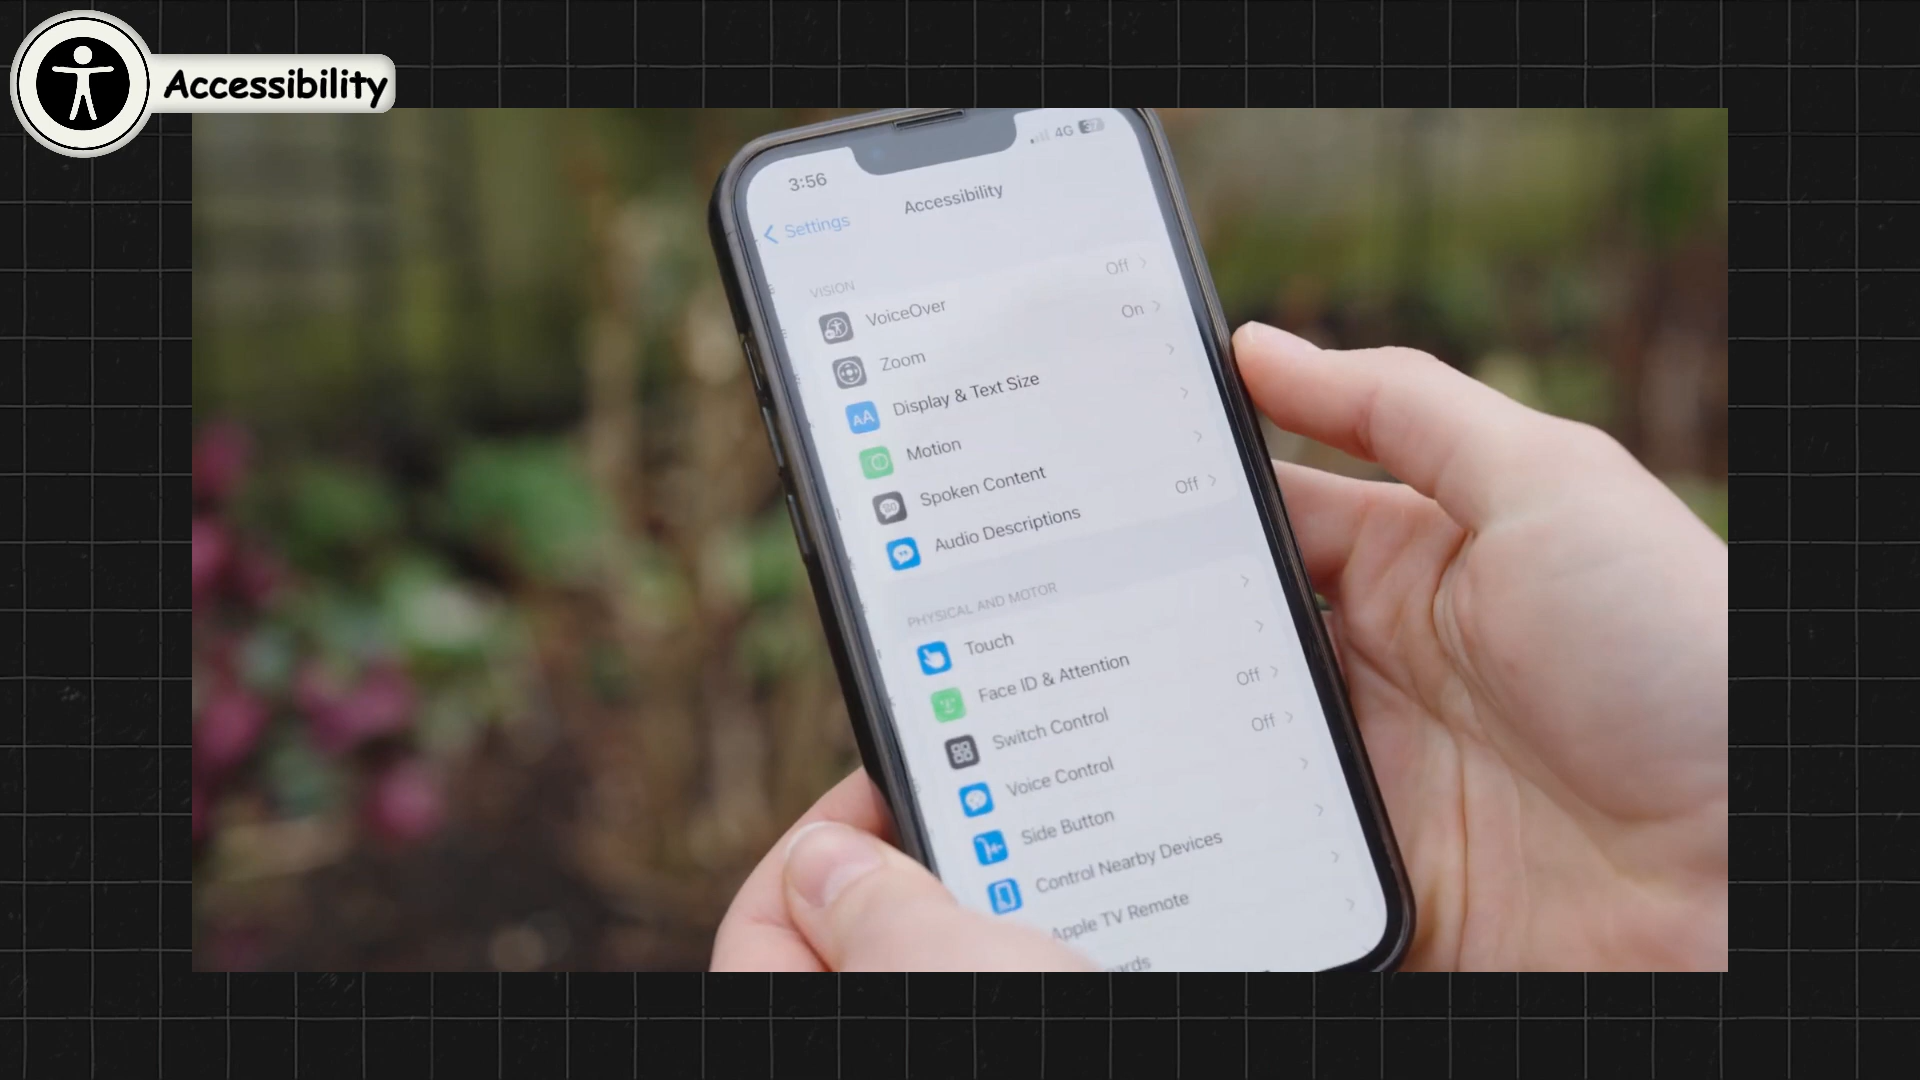 Accessibility
3:56
4G 37
Settings
Accessibility
VISION
VoiceOver
Off
Zoom
On
AA
Display & Text Size
Motion
Spoken Content
Audio Descriptions
Off
PHYSICAL AND MOTOR
Touch
Face ID & Attention
Switch Control
Off
Voice Control
Off
Side Button
Control Nearby Devices
Apple TV Remote